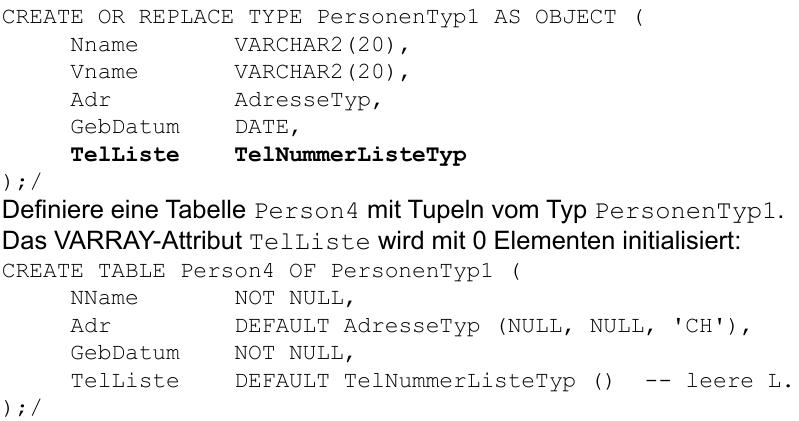 CREATE OR REPLACE TYPE PersonenTyp1 AS OBJECT (
Nname VARCHAR2(20),
Vname VARCHAR2(20),
Adr AdresseTyp,
GebDatum DATE,
TelListe TelNummerListeTyp
);/
Definiere eine Tabelle Person4 mit Tupeln vom Typ PersonenTyp1.
Das VARRAY-Attribut TelListe wird mit 0 Elementen initialisiert:
CREATE TABLE Person4 OF PersonenTyp1 (
NName NOT NULL,
Adr DEFAULT AdresseTyp (NULL, NULL, 'CH'),
GebDatum NOT NULL,
TelListe DEFAULT TelNummerListeTyp () -- leere L.
);/